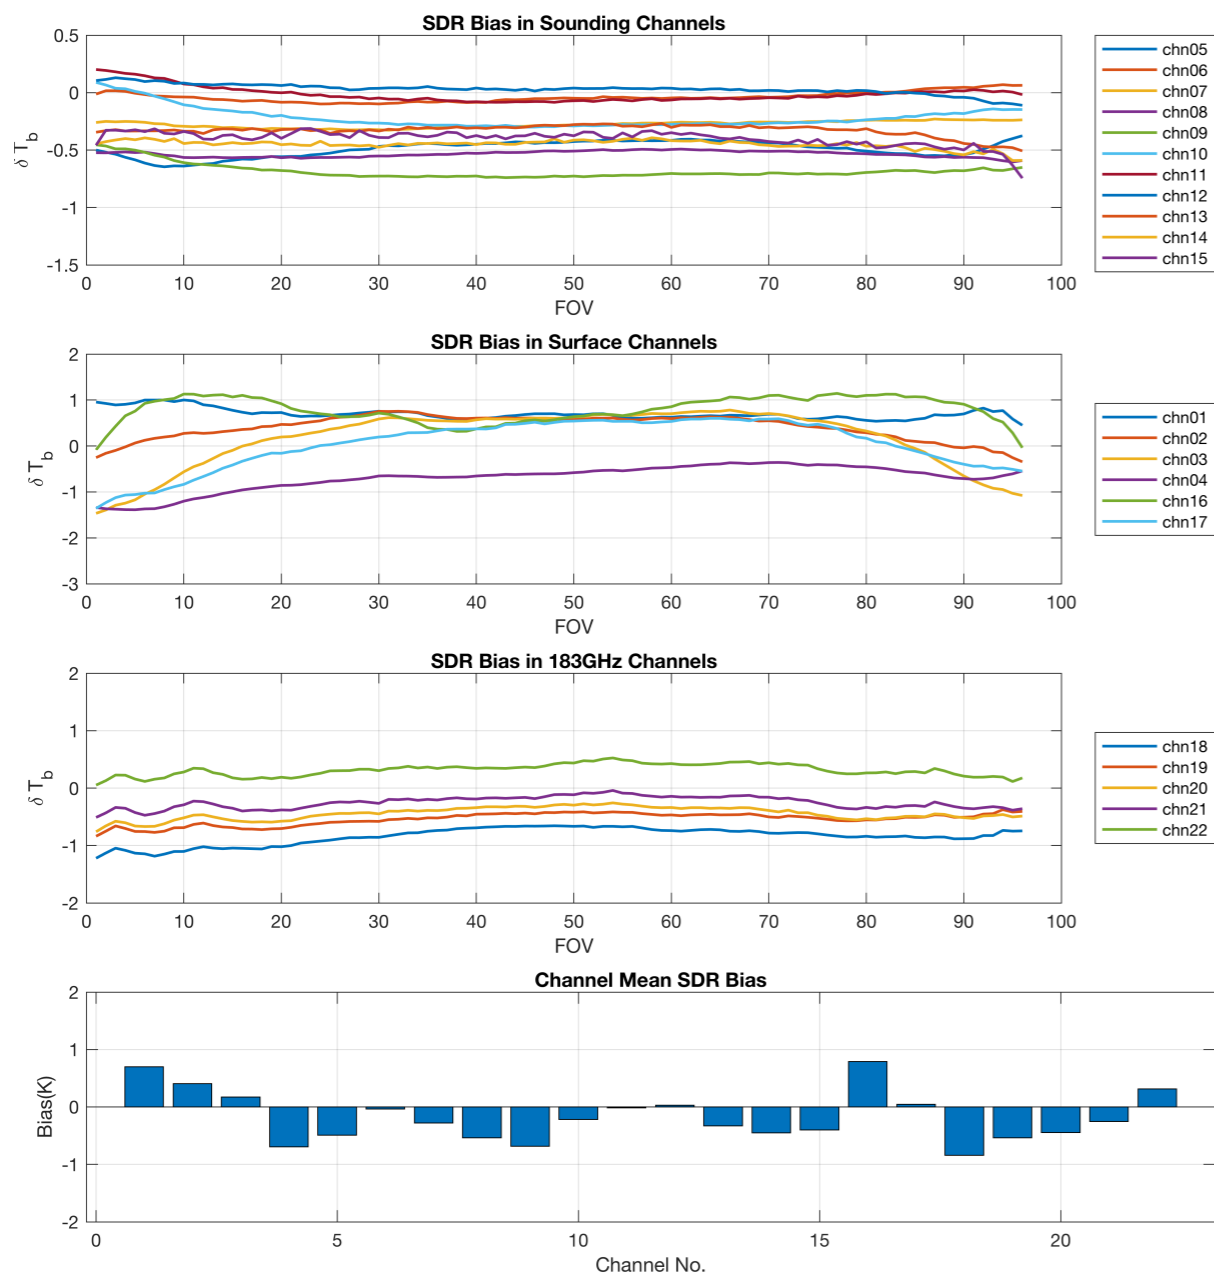 SDR Bias in Sounding Channels
0.5
0
-0.5
-1
-1.5
δ T_b
0 10 20 30 40 50 60 70 80 90 100
FOV
chn05
chn06
chn07
chn08
chn09
chn10
chn11
chn12
chn13
chn14
chn15
SDR Bias in Surface Channels
2
1
0
-1
-2
-3
δ T_b
0 10 20 30 40 50 60 70 80 90 100
FOV
chn01
chn02
chn03
chn04
chn16
chn17
SDR Bias in 183GHz Channels
2
1
0
-1
-2
δ T_b
0 10 20 30 40 50 60 70 80 90 100
FOV
chn18
chn19
chn20
chn21
chn22
Channel Mean SDR Bias
2
1
0
-1
-2
Bias(K)
0 5 10 15 20
Channel No.